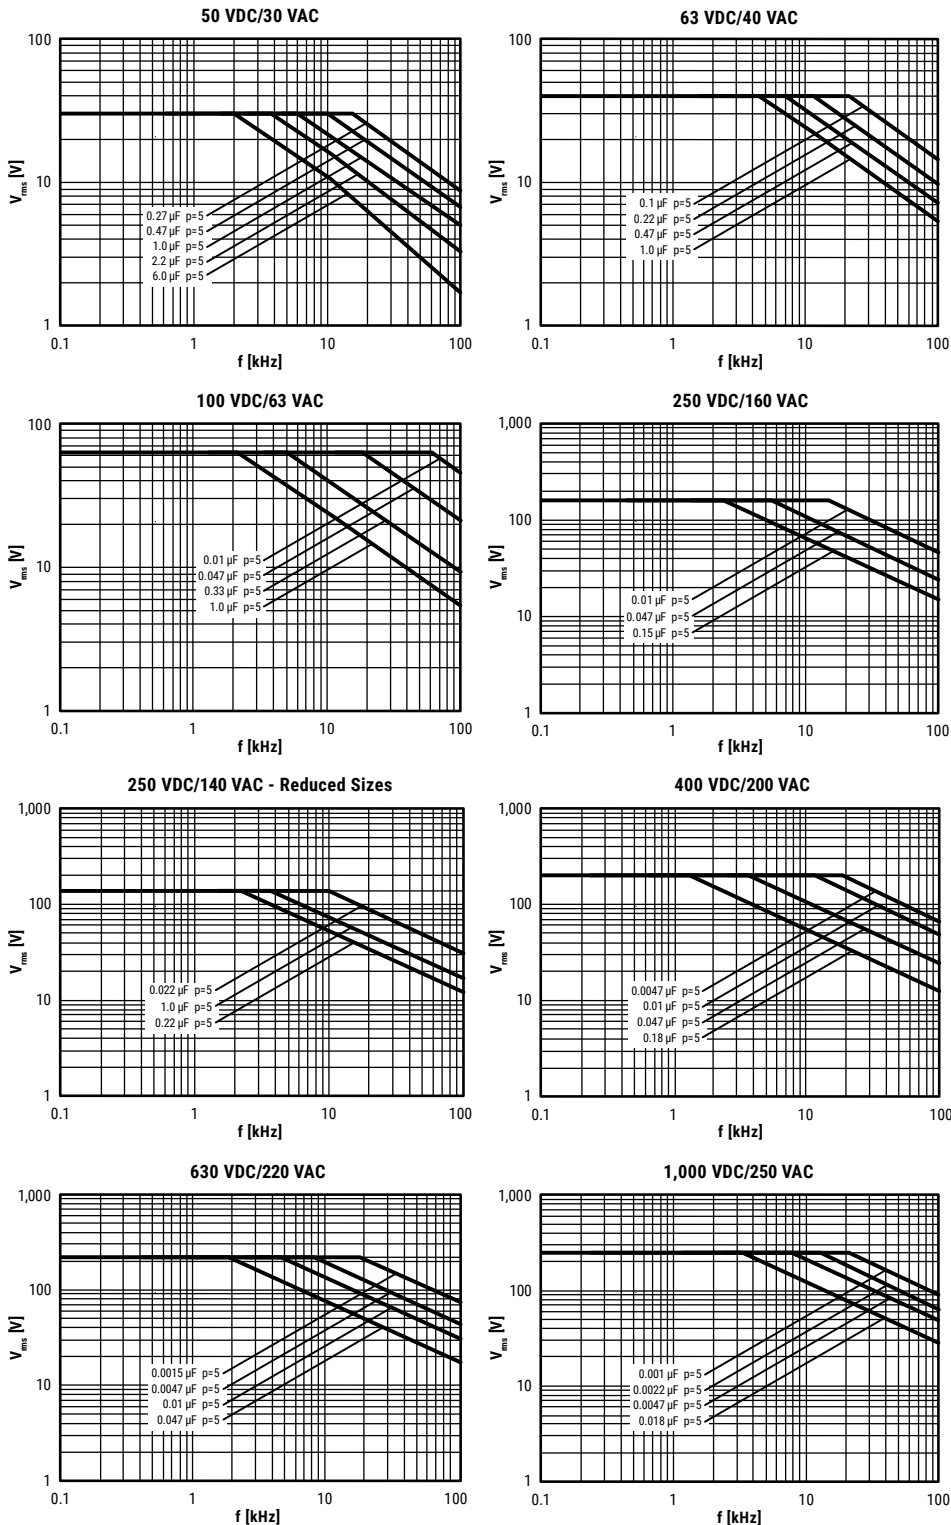 50 VDC/30 VAC
100
10
1
V rms [V]
0.27 µF p=5
0.47 µF p=5
1.0 µF p=5
2.2 µF p=5
6.0 µF p=5
0.1 1 10 100
f [kHz]
63 VDC/40 VAC
100
10
1
V rms [V]
0.1 µF p=5
0.22 µF p=5
0.47 µF p=5
1.0 µF p=5
0.1 1 10 100
f [kHz]
100 VDC/63 VAC
100
10
1
V rms [V]
0.01 µF p=5
0.047 µF p=5
0.33 µF p=5
1.0 µF p=5
0.1 1 10 100
f [kHz]
250 VDC/160 VAC
1,000
100
10
1
V rms [V]
0.01 µF p=5
0.047 µF p=5
0.15 µF p=5
0.1 1 10 100
f [kHz]
250 VDC/140 VAC - Reduced Sizes
1,000
100
10
1
V rms [V]
0.022 µF p=5
1.0 µF p=5
0.22 µF p=5
0.1 1 10 100
f [kHz]
400 VDC/200 VAC
1,000
100
10
1
V rms [V]
0.0047 µF p=5
0.01 µF p=5
0.047 µF p=5
0.18 µF p=5
0.1 1 10 100
f [kHz]
630 VDC/220 VAC
1,000
100
10
1
V rms [V]
0.0015 µF p=5
0.0047 µF p=5
0.01 µF p=5
0.047 µF p=5
0.1 1 10 100
f [kHz]
1,000 VDC/250 VAC
1,000
100
10
1
V rms [V]
0.001 µF p=5
0.0022 µF p=5
0.0047 µF p=5
0.018 µF p=5
0.1 1 10 100
f [kHz]